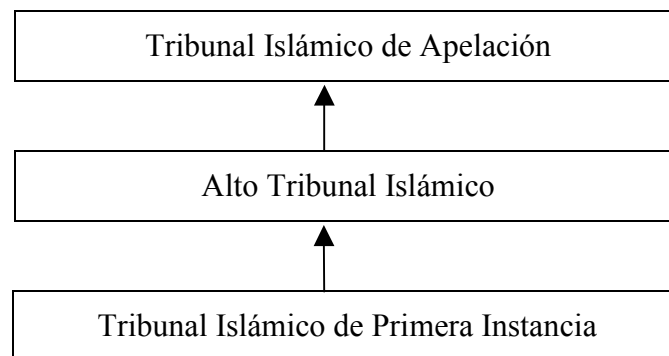 Tribunal Islámico de Apelación
Alto Tribunal Islámico
Tribunal Islámico de Primera Instancia